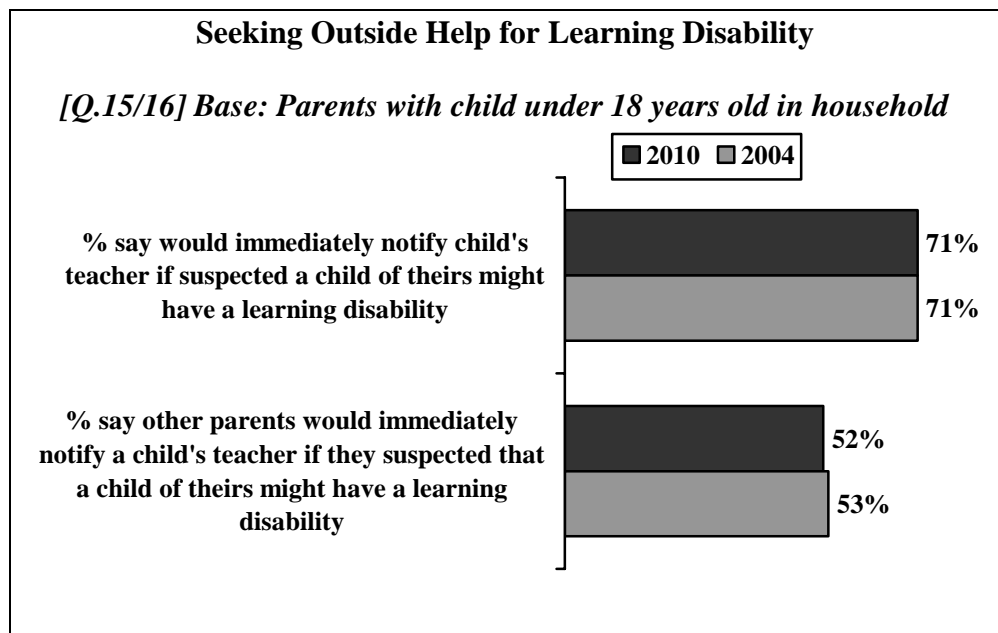 Seeking Outside Help for Learning Disability
[Q.15/16] Base: Parents with child under 18 years old in household
2010 2004
% say would immediately notify child's
teacher if suspected a child of theirs might
have a learning disability
71%
71%
% say other parents would immediately
notify a child's teacher if they suspected that
a child of theirs might have a learning
disability
52%
53%